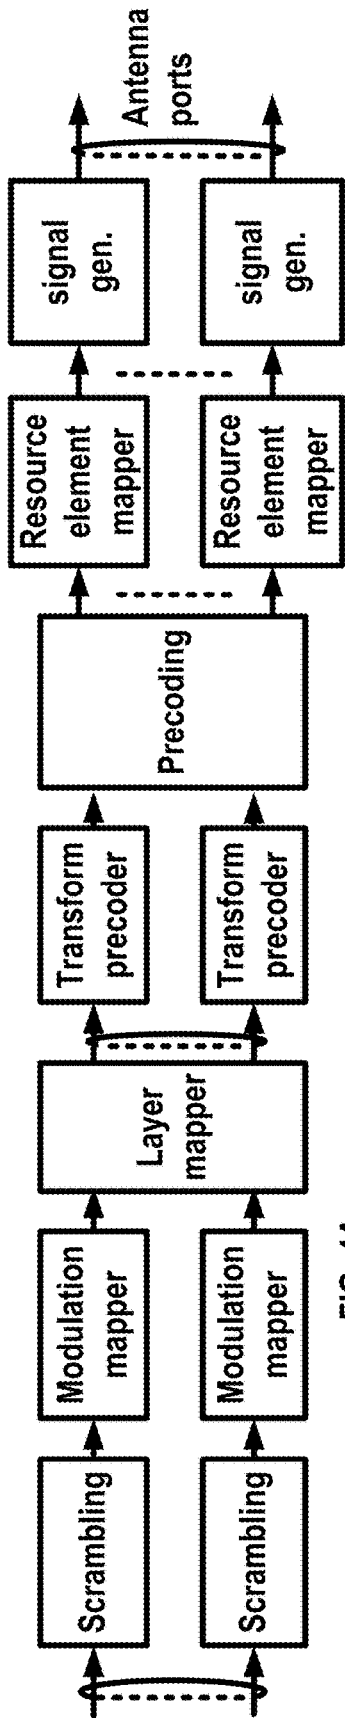 Scrambling
Modulation
mapper
Layer
mapper
Transform
precoder
Precoding
Resource
element
mapper
signal
gen.
Antenna
ports
Scrambling
Modulation
mapper
Transform
precoder
Resource
element
mapper
signal
gen.